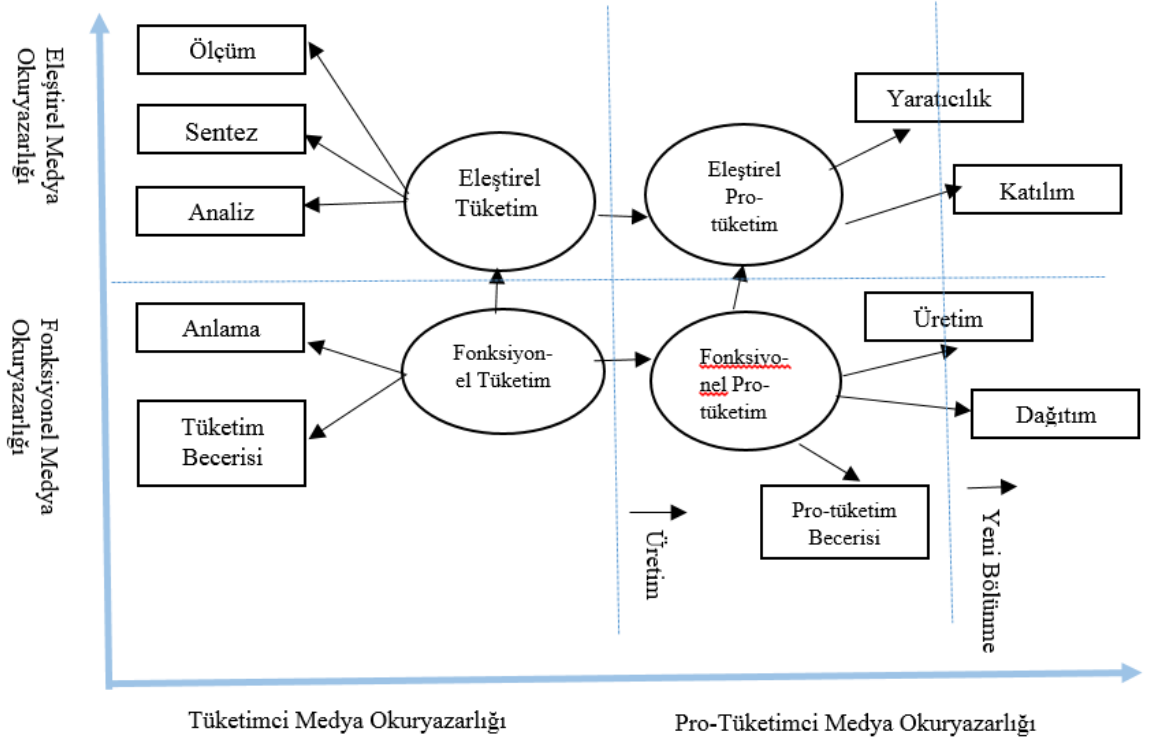 Eleştirel Medya
Okuryazarlığı
Ölçüm
Sentez
Analiz
Eleştirel
Tüketim
Eleştirel
Pro-
tüketim
Yaratıcılık
Katılım
Fonksiyonel Medya
Okuryazarlığı
Anlama
Tüketim
Becerisi
Fonksiyon-
el Tüketim
Fonksiyo-
nel Pro-
tüketim
Üretim
Dağıtım
Pro-tüketim
Becerisi
Üretim
Yeni Bölünme
Tüketimci Medya Okuryazarlığı
Pro-Tüketimci Medya Okuryazarlığı